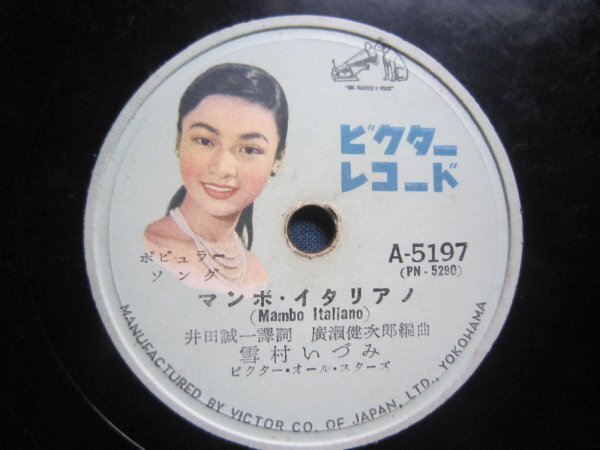 "HIS MASTER'S VOICE"
ビクター
レコード
ポピュラー
ソング
A-5197
(PN-5290)
マンボ・イタリアノ
(Mambo Italiano)
井田誠一譯詞 廣瀨健次郎編曲
雪村いづみ
ビクター・オール・スターズ
MANUFACTURED BY VICTOR CO. OF JAPAN, LTD., YOKOHAMA